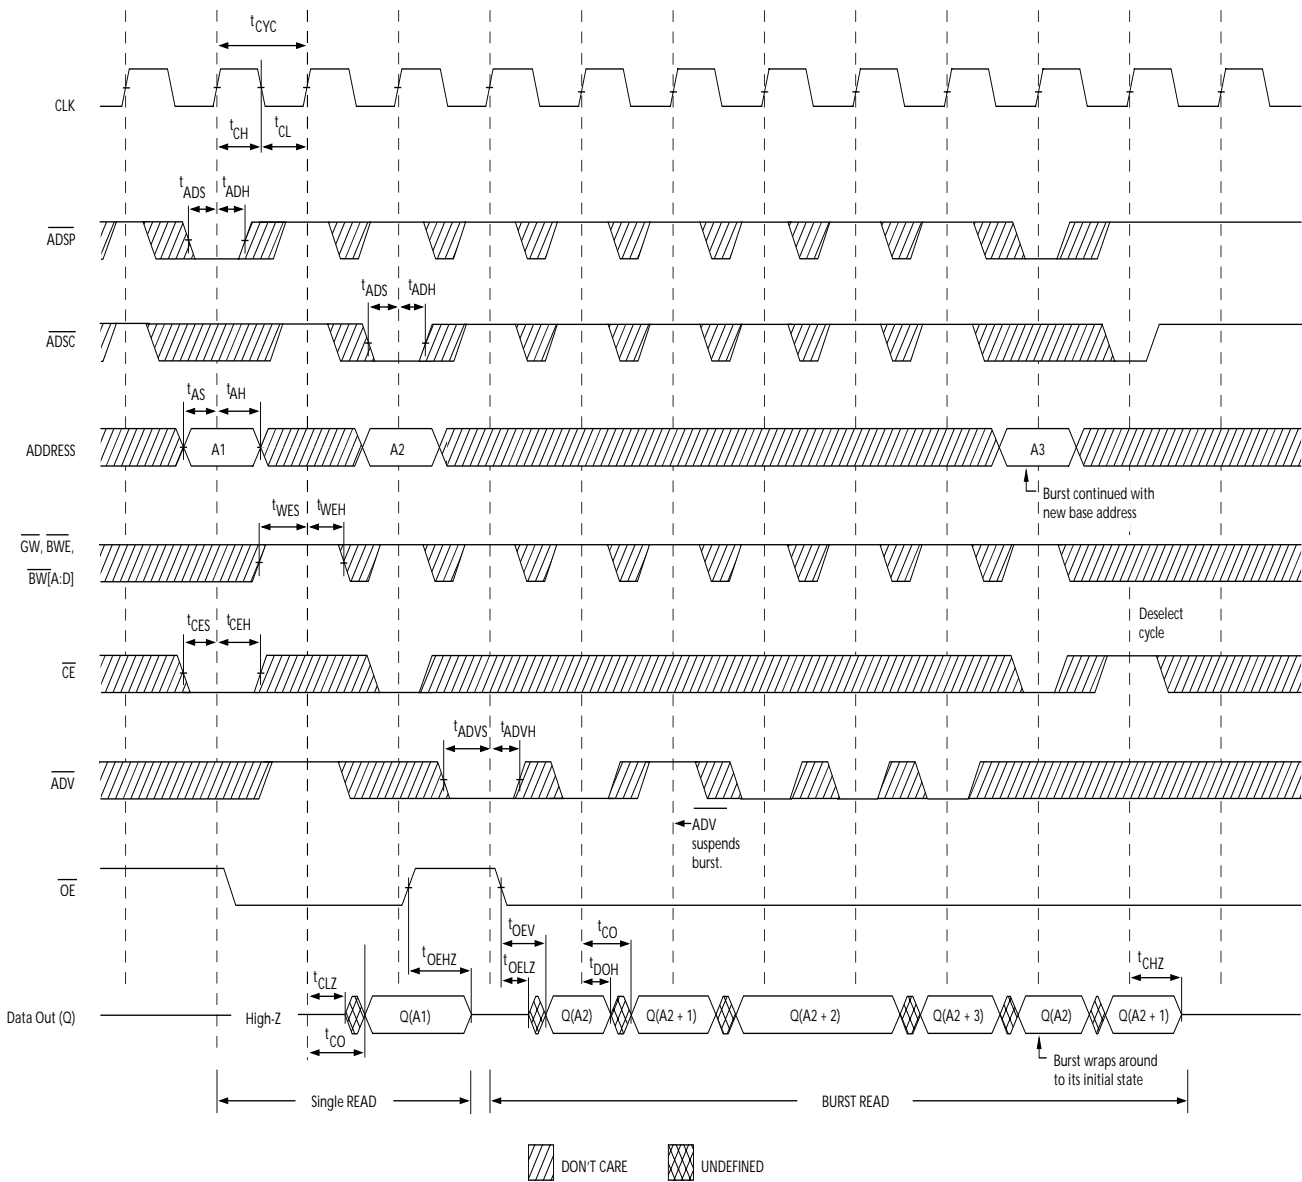 tCYC
CLK
tCH
tCL
tADS
tADH
ADSP
tADS
tADH
ADSC
tAS
tAH
ADDRESS
A1
A2
A3
Burst continued with
new base address
tWES
tWEH
GW, BWE,
BW[A:D]
tCES
tCEH
Deselect
cycle
CE
tADVS
tADVH
ADV
ADV
suspends
burst.
OE
tOEV
tCO
tOEHZ
tOELZ
tDOH
tCLZ
tCHZ
Data Out (Q)
High-Z
Q(A1)
Q(A2)
Q(A2 + 1)
Q(A2 + 2)
Q(A2 + 3)
Q(A2)
Q(A2 + 1)
tCO
Burst wraps around
to its initial state
Single READ
BURST READ
DON'T CARE
UNDEFINED